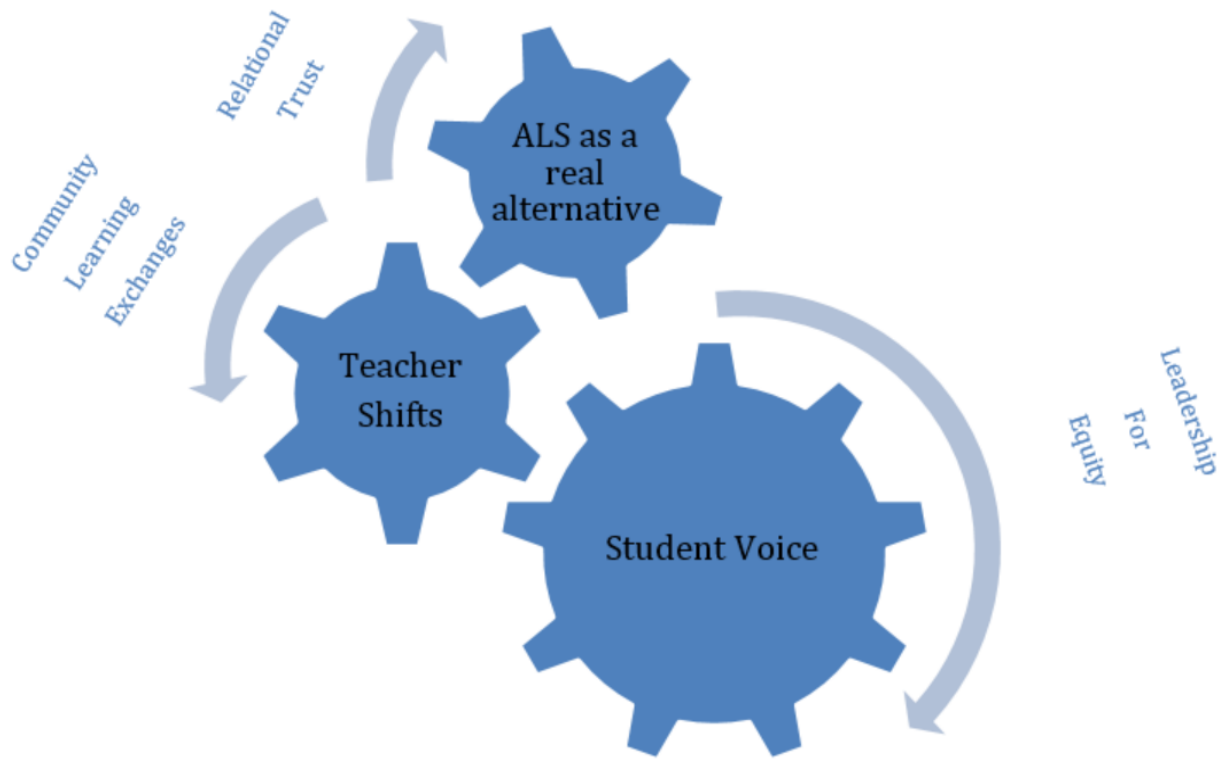 Relational
Trust
Community
Learning
Exchanges
ALS as a
real
alternative
Teacher
Shifts
Student Voice
Leadership
For
Equity